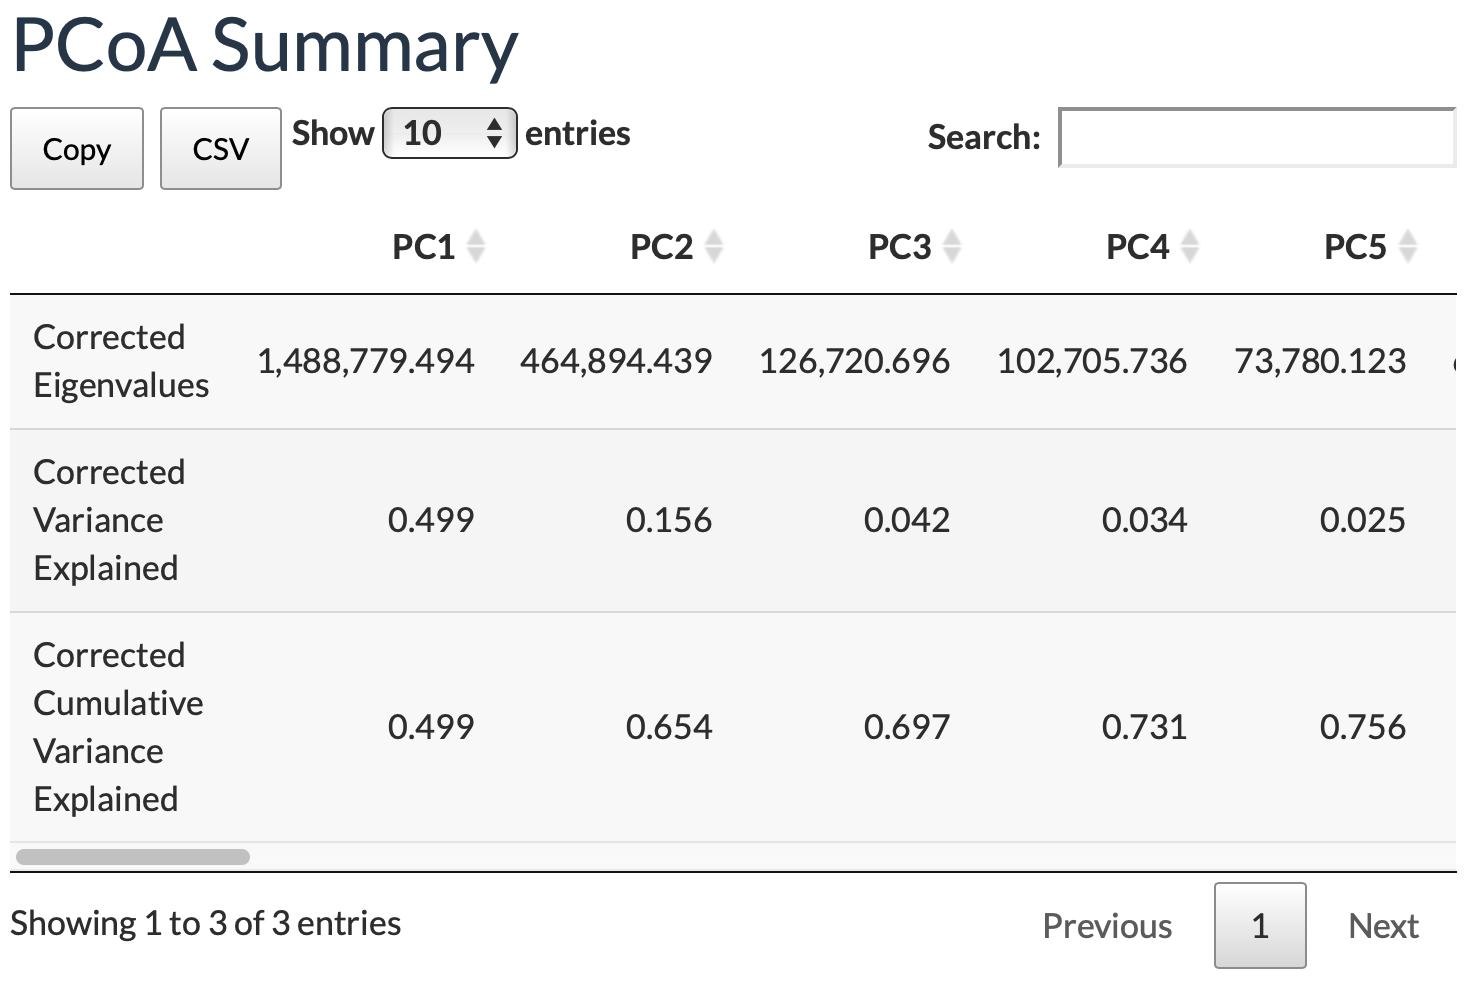 PCoA Summary
Copy CSV Show 10 entries Search:
PC1 PC2 PC3 PC4 PC5
Corrected
Eigenvalues
1,488,779.494 464,894.439 126,720.696 102,705.736 73,780.123
Corrected
Variance
Explained
0.499 0.156 0.042 0.034 0.025
Corrected
Cumulative
Variance
Explained
0.499 0.654 0.697 0.731 0.756
Showing 1 to 3 of 3 entries Previous 1 Next